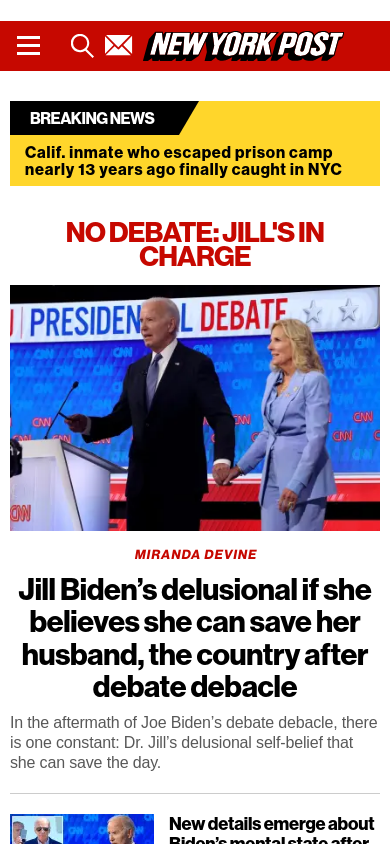 NEW YORK POST
BREAKING NEWS
Calif. inmate who escaped prison camp
nearly 13 years ago finally caught in NYC
NO DEBATE: JILL'S IN
CHARGE
PRESIDENTIAL DEBATE
CNN
CNN
CNN
CNN
CNN
MIRANDA DEVINE
Jill Biden’s delusional if she
believes she can save her
husband, the country after
debate debacle
In the aftermath of Joe Biden’s debate debacle, there
is one constant: Dr. Jill’s delusional self-belief that
she can save the day.
New details emerge about
Biden’s mental state after